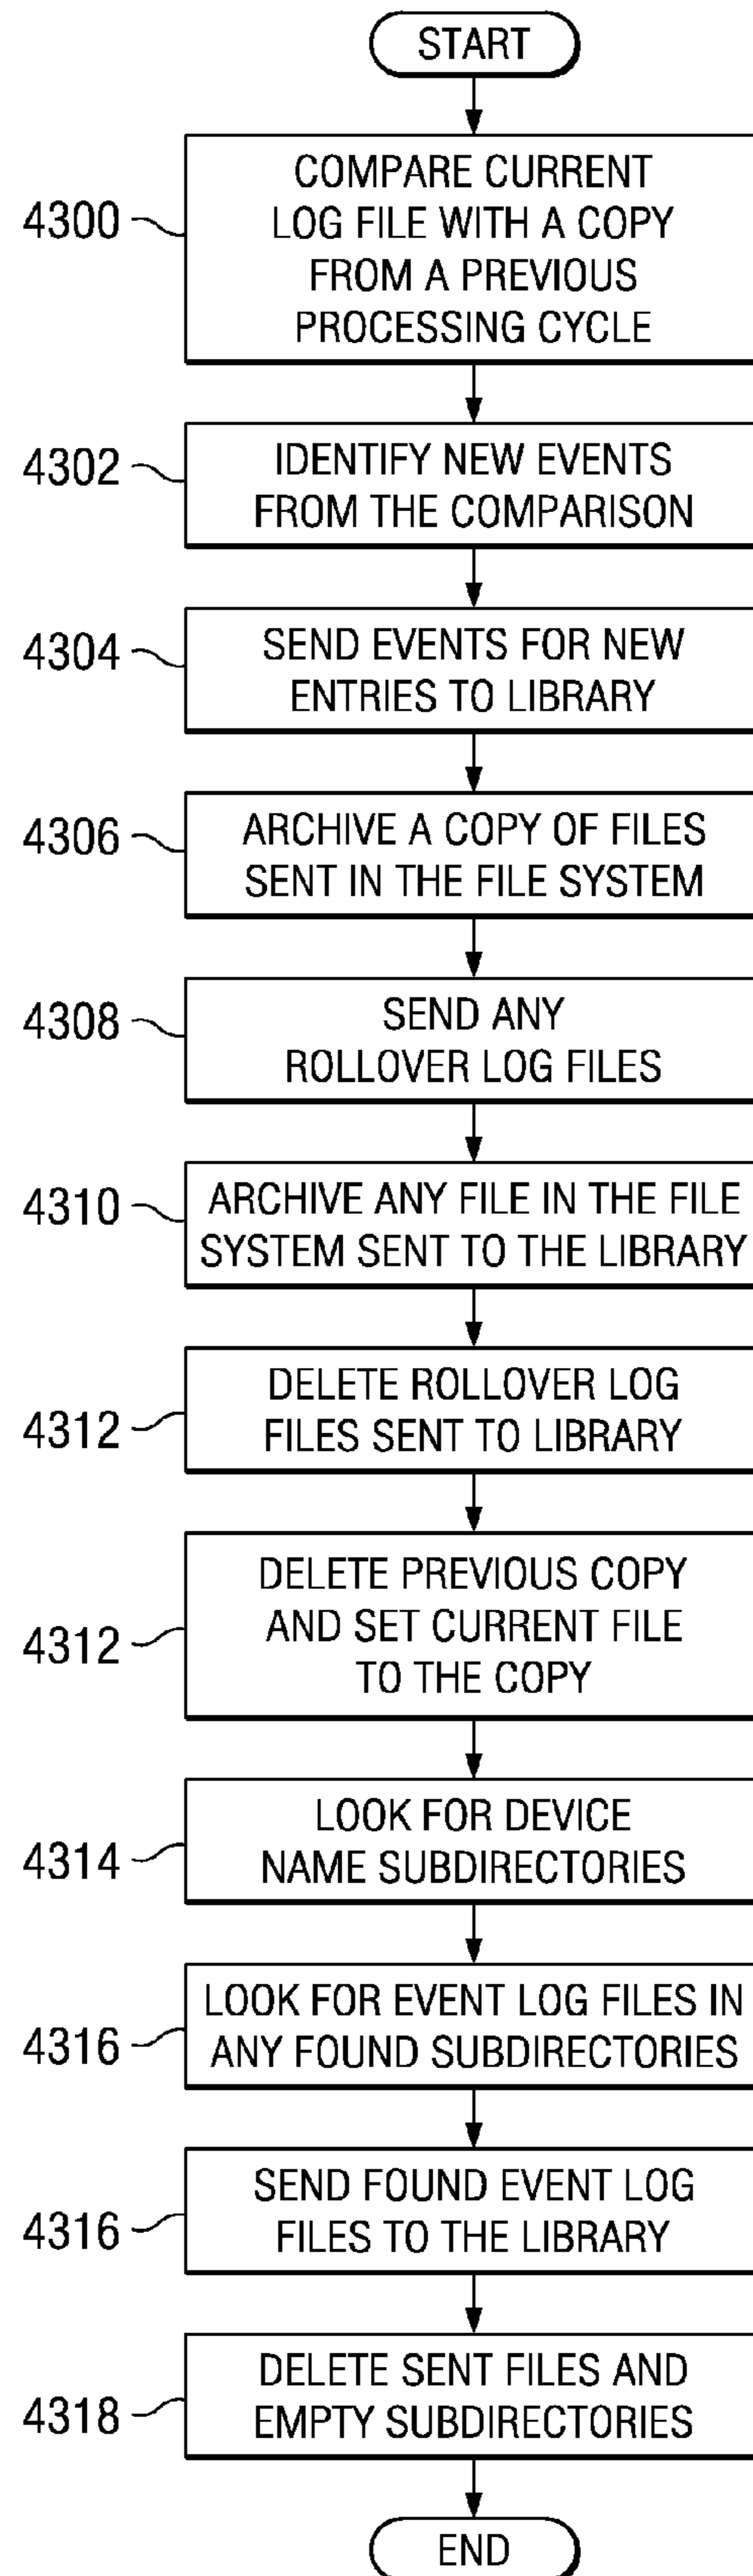 START
4300
COMPARE CURRENT
LOG FILE WITH A COPY
FROM A PREVIOUS
PROCESSING CYCLE
4302
IDENTIFY NEW EVENTS
FROM THE COMPARISON
4304
SEND EVENTS FOR NEW
ENTRIES TO LIBRARY
4306
ARCHIVE A COPY OF FILES
SENT IN THE FILE SYSTEM
4308
SEND ANY
ROLLOVER LOG FILES
4310
ARCHIVE ANY FILE IN THE FILE
SYSTEM SENT TO THE LIBRARY
4312
DELETE ROLLOVER LOG
FILES SENT TO LIBRARY
4312
DELETE PREVIOUS COPY
AND SET CURRENT FILE
TO THE COPY
4314
LOOK FOR DEVICE
NAME SUBDIRECTORIES
4316
LOOK FOR EVENT LOG FILES IN
ANY FOUND SUBDIRECTORIES
4316
SEND FOUND EVENT LOG
FILES TO THE LIBRARY
4318
DELETE SENT FILES AND
EMPTY SUBDIRECTORIES
END